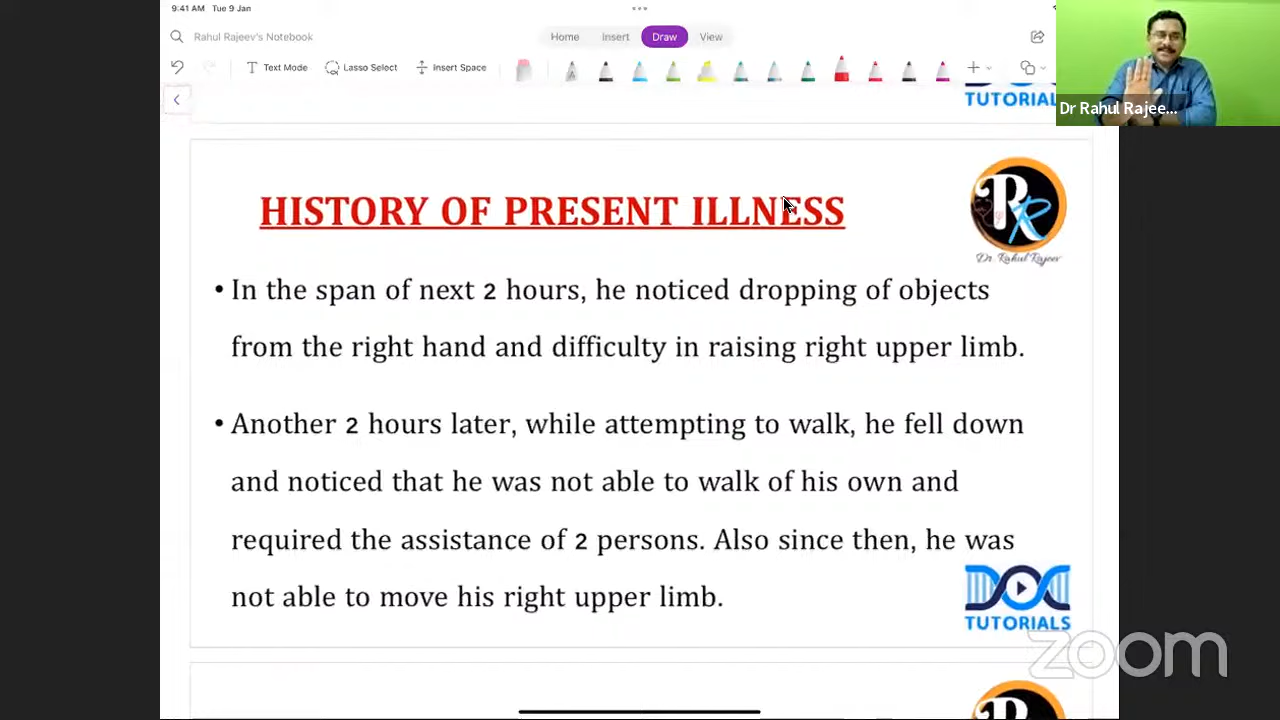 9:41 AM Tue 9 Jan
Rahul Rajeev's Notebook
Home Insert Draw View
Text Mode Lasso Select Insert Space
TUTORIALS
Dr Rahul Rajee...
HISTORY OF PRESENT ILLNESS
RR
Dr. Rahul Rajeev
• In the span of next 2 hours, he noticed dropping of objects
from the right hand and difficulty in raising right upper limb.
• Another 2 hours later, while attempting to walk, he fell down
and noticed that he was not able to walk of his own and
required the assistance of 2 persons. Also since then, he was
not able to move his right upper limb.
TUTORIALS
zoom